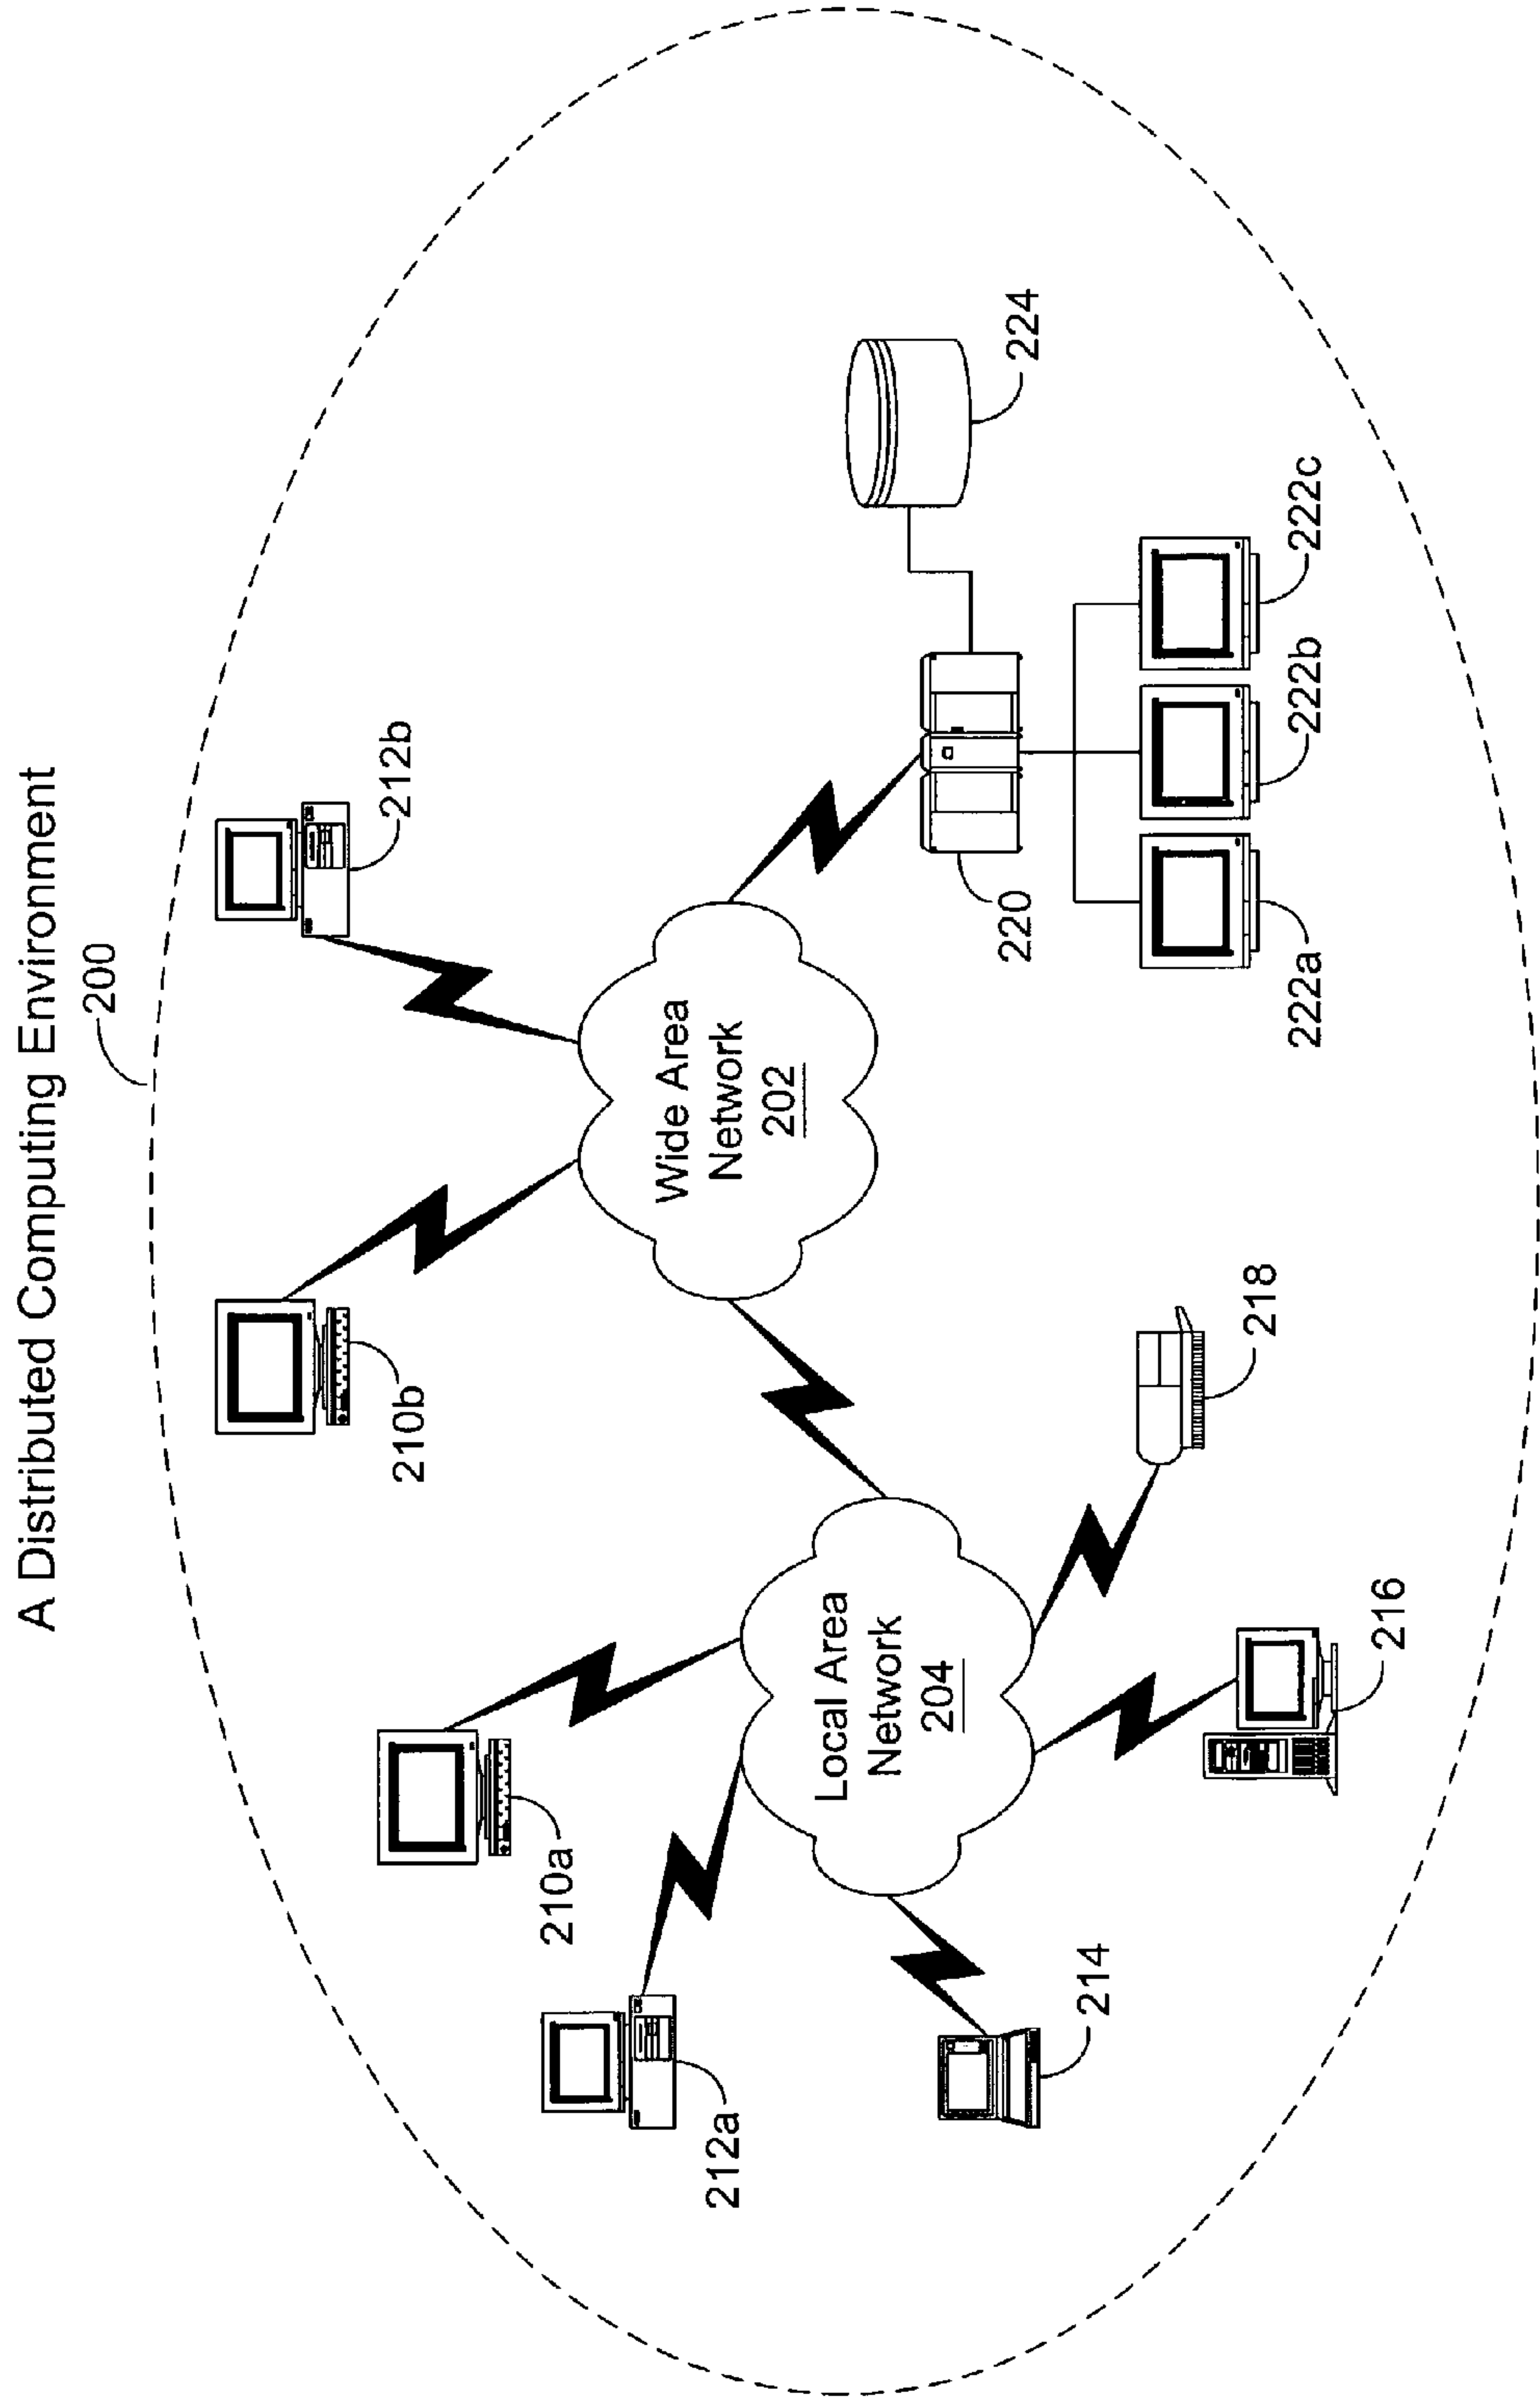 A Distributed Computing Environment
200
212b
210b
210a
212a
Wide Area
Network
202
224
220
222a
222b
222c
Local Area
Network
204
214
216
218